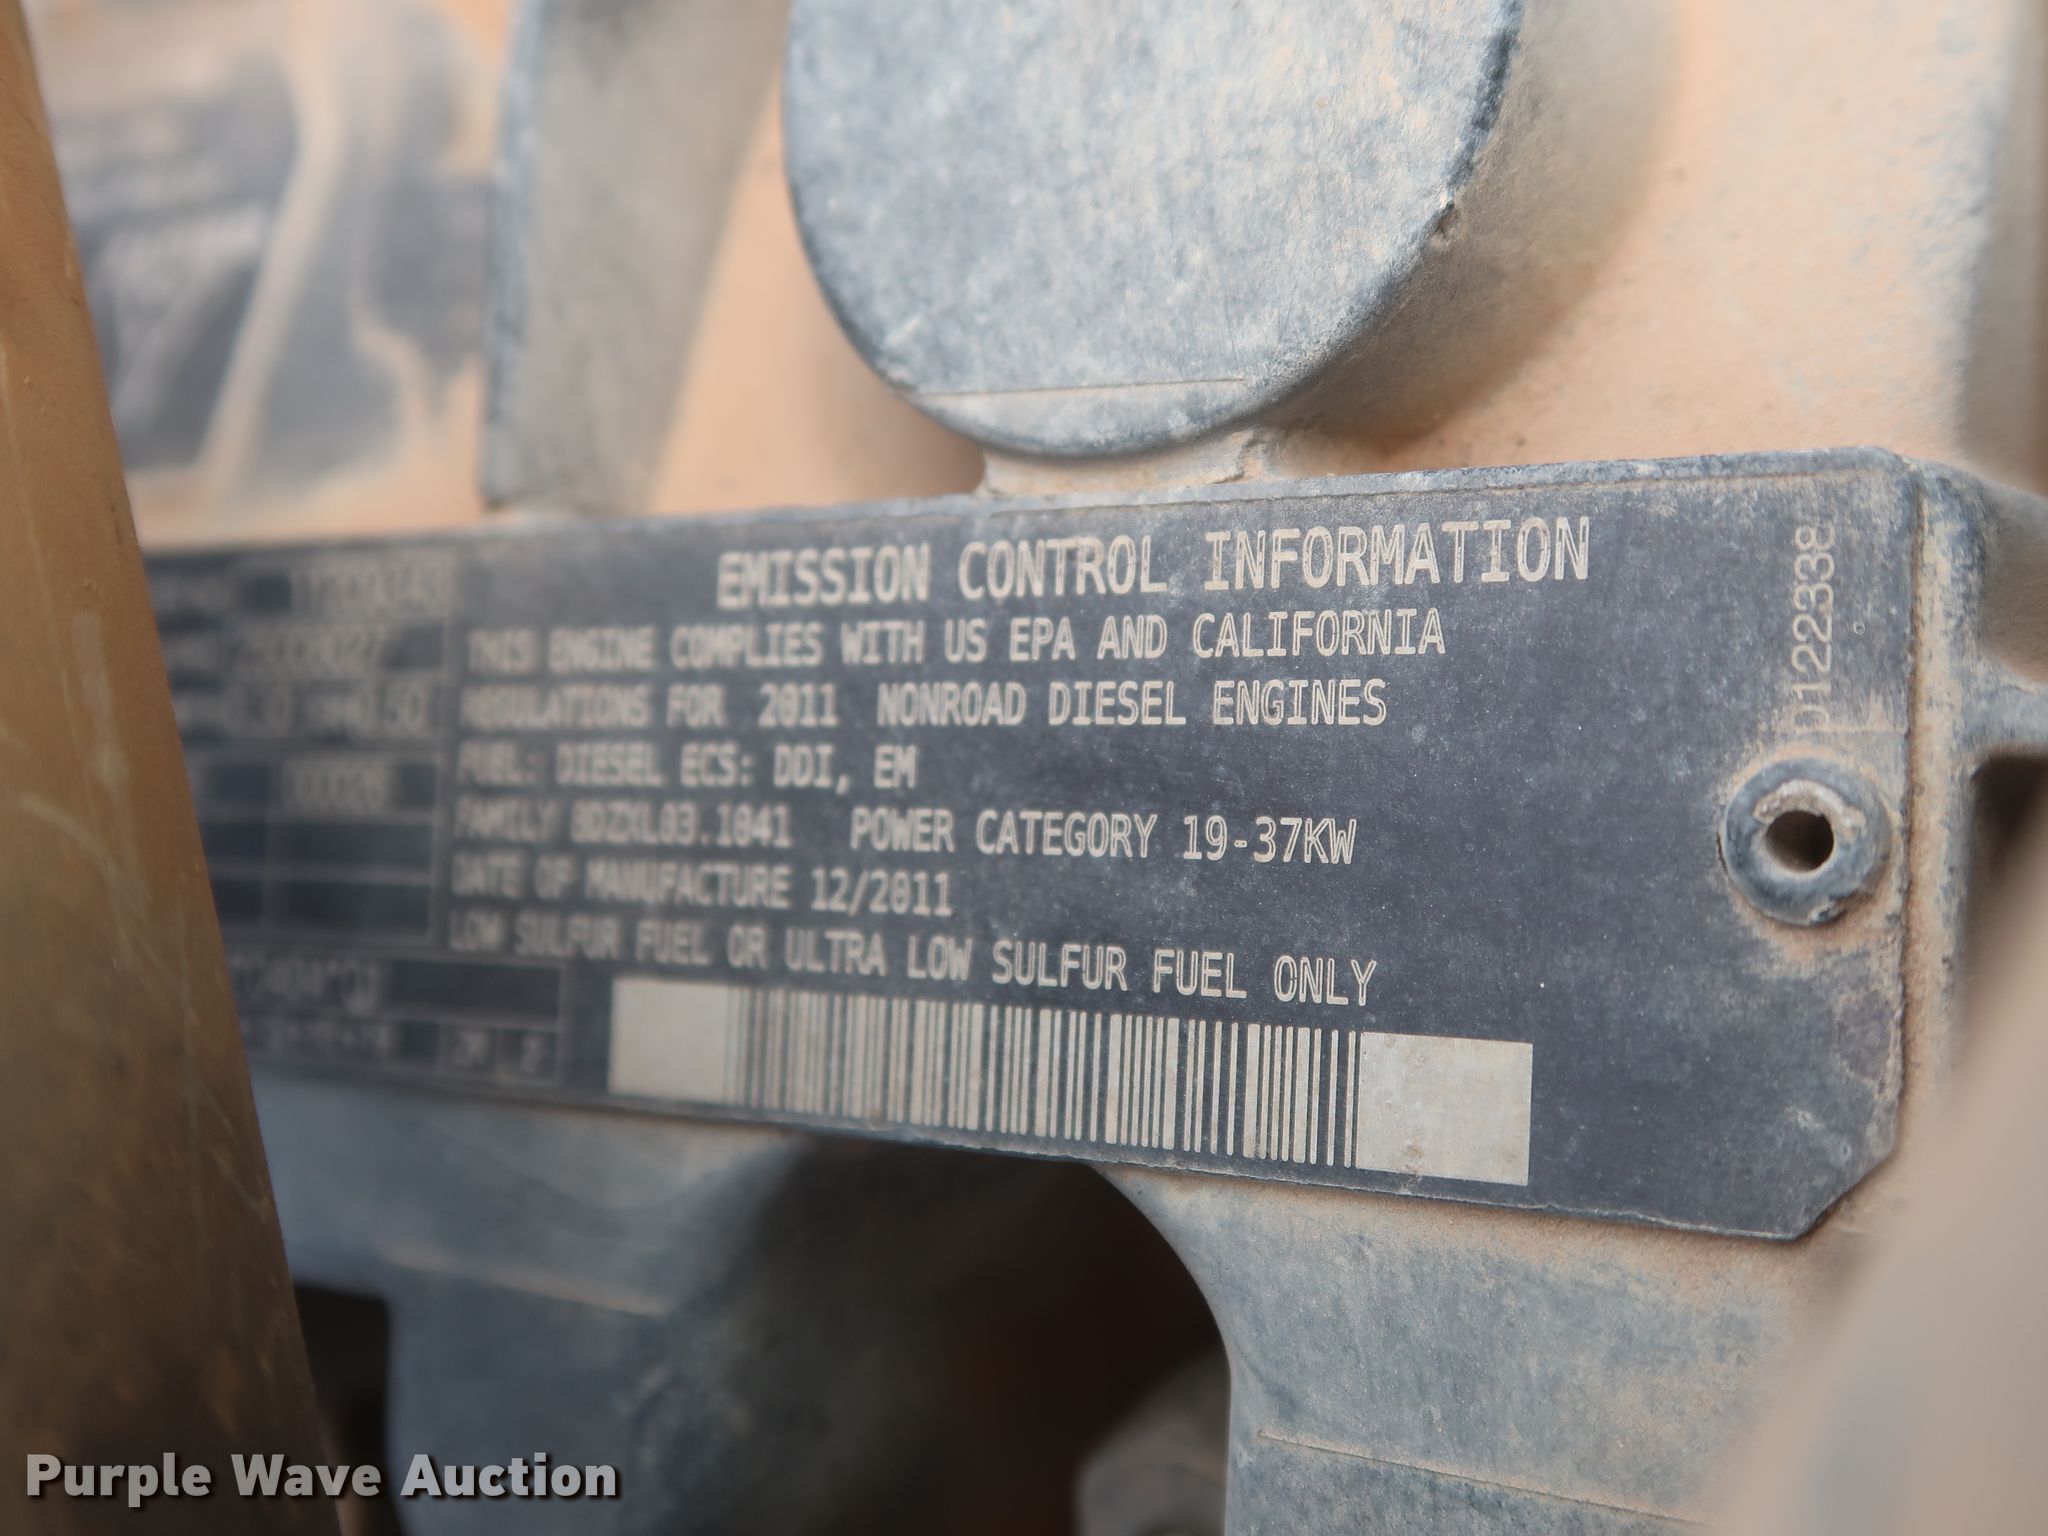 EMISSION CONTROL INFORMATION
THIS ENGINE COMPLIES WITH US EPA AND CALIFORNIA
REGULATIONS FOR 2011 NONROAD DIESEL ENGINES
FUEL: DIESEL ECS: DDI, EM
FAMILY BDZXL03.1041 POWER CATEGORY 19-37KW
DATE OF MANUFACTURE 12/2011
LOW SULFUR FUEL OR ULTRA LOW SULFUR FUEL ONLY
000028
Purple Wave Auction